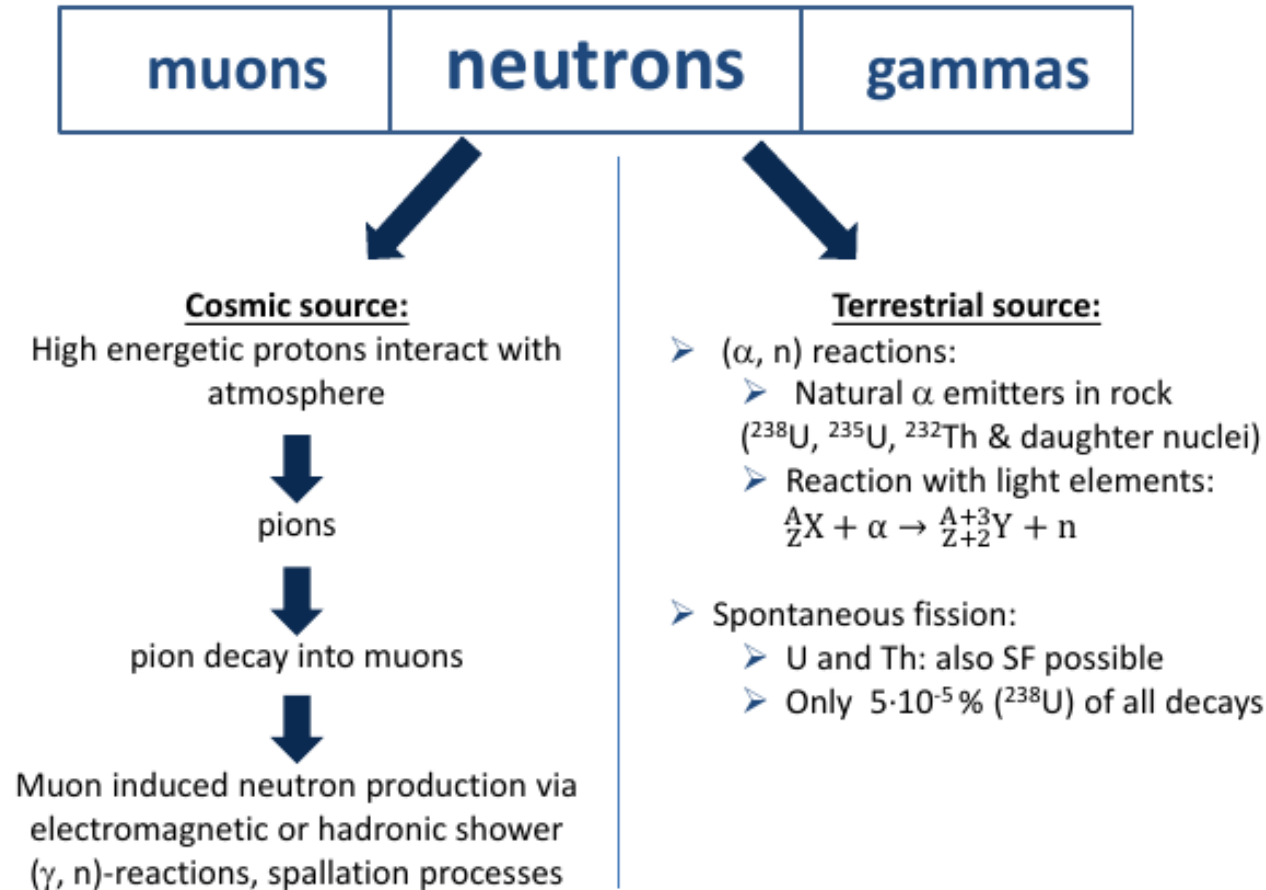 muons neutrons gammas
Cosmic source:
High energetic protons interact with
atmosphere
pions
pion decay into muons
Muon induced neutron production via
electromagnetic or hadronic shower
(γ, n)-reactions, spallation processes
Terrestrial source:
➢ (α, n) reactions:
➢ Natural α emitters in rock
(²³⁸U, ²³⁵U, ²³²Th & daughter nuclei)
➢ Reaction with light elements:
$^{A}_{Z}X + α → ^{A+3}_{Z+2}Y + n$
➢ Spontaneous fission:
➢ U and Th: also SF possible
➢ Only 5·10⁻⁵ % (²³⁸U) of all decays